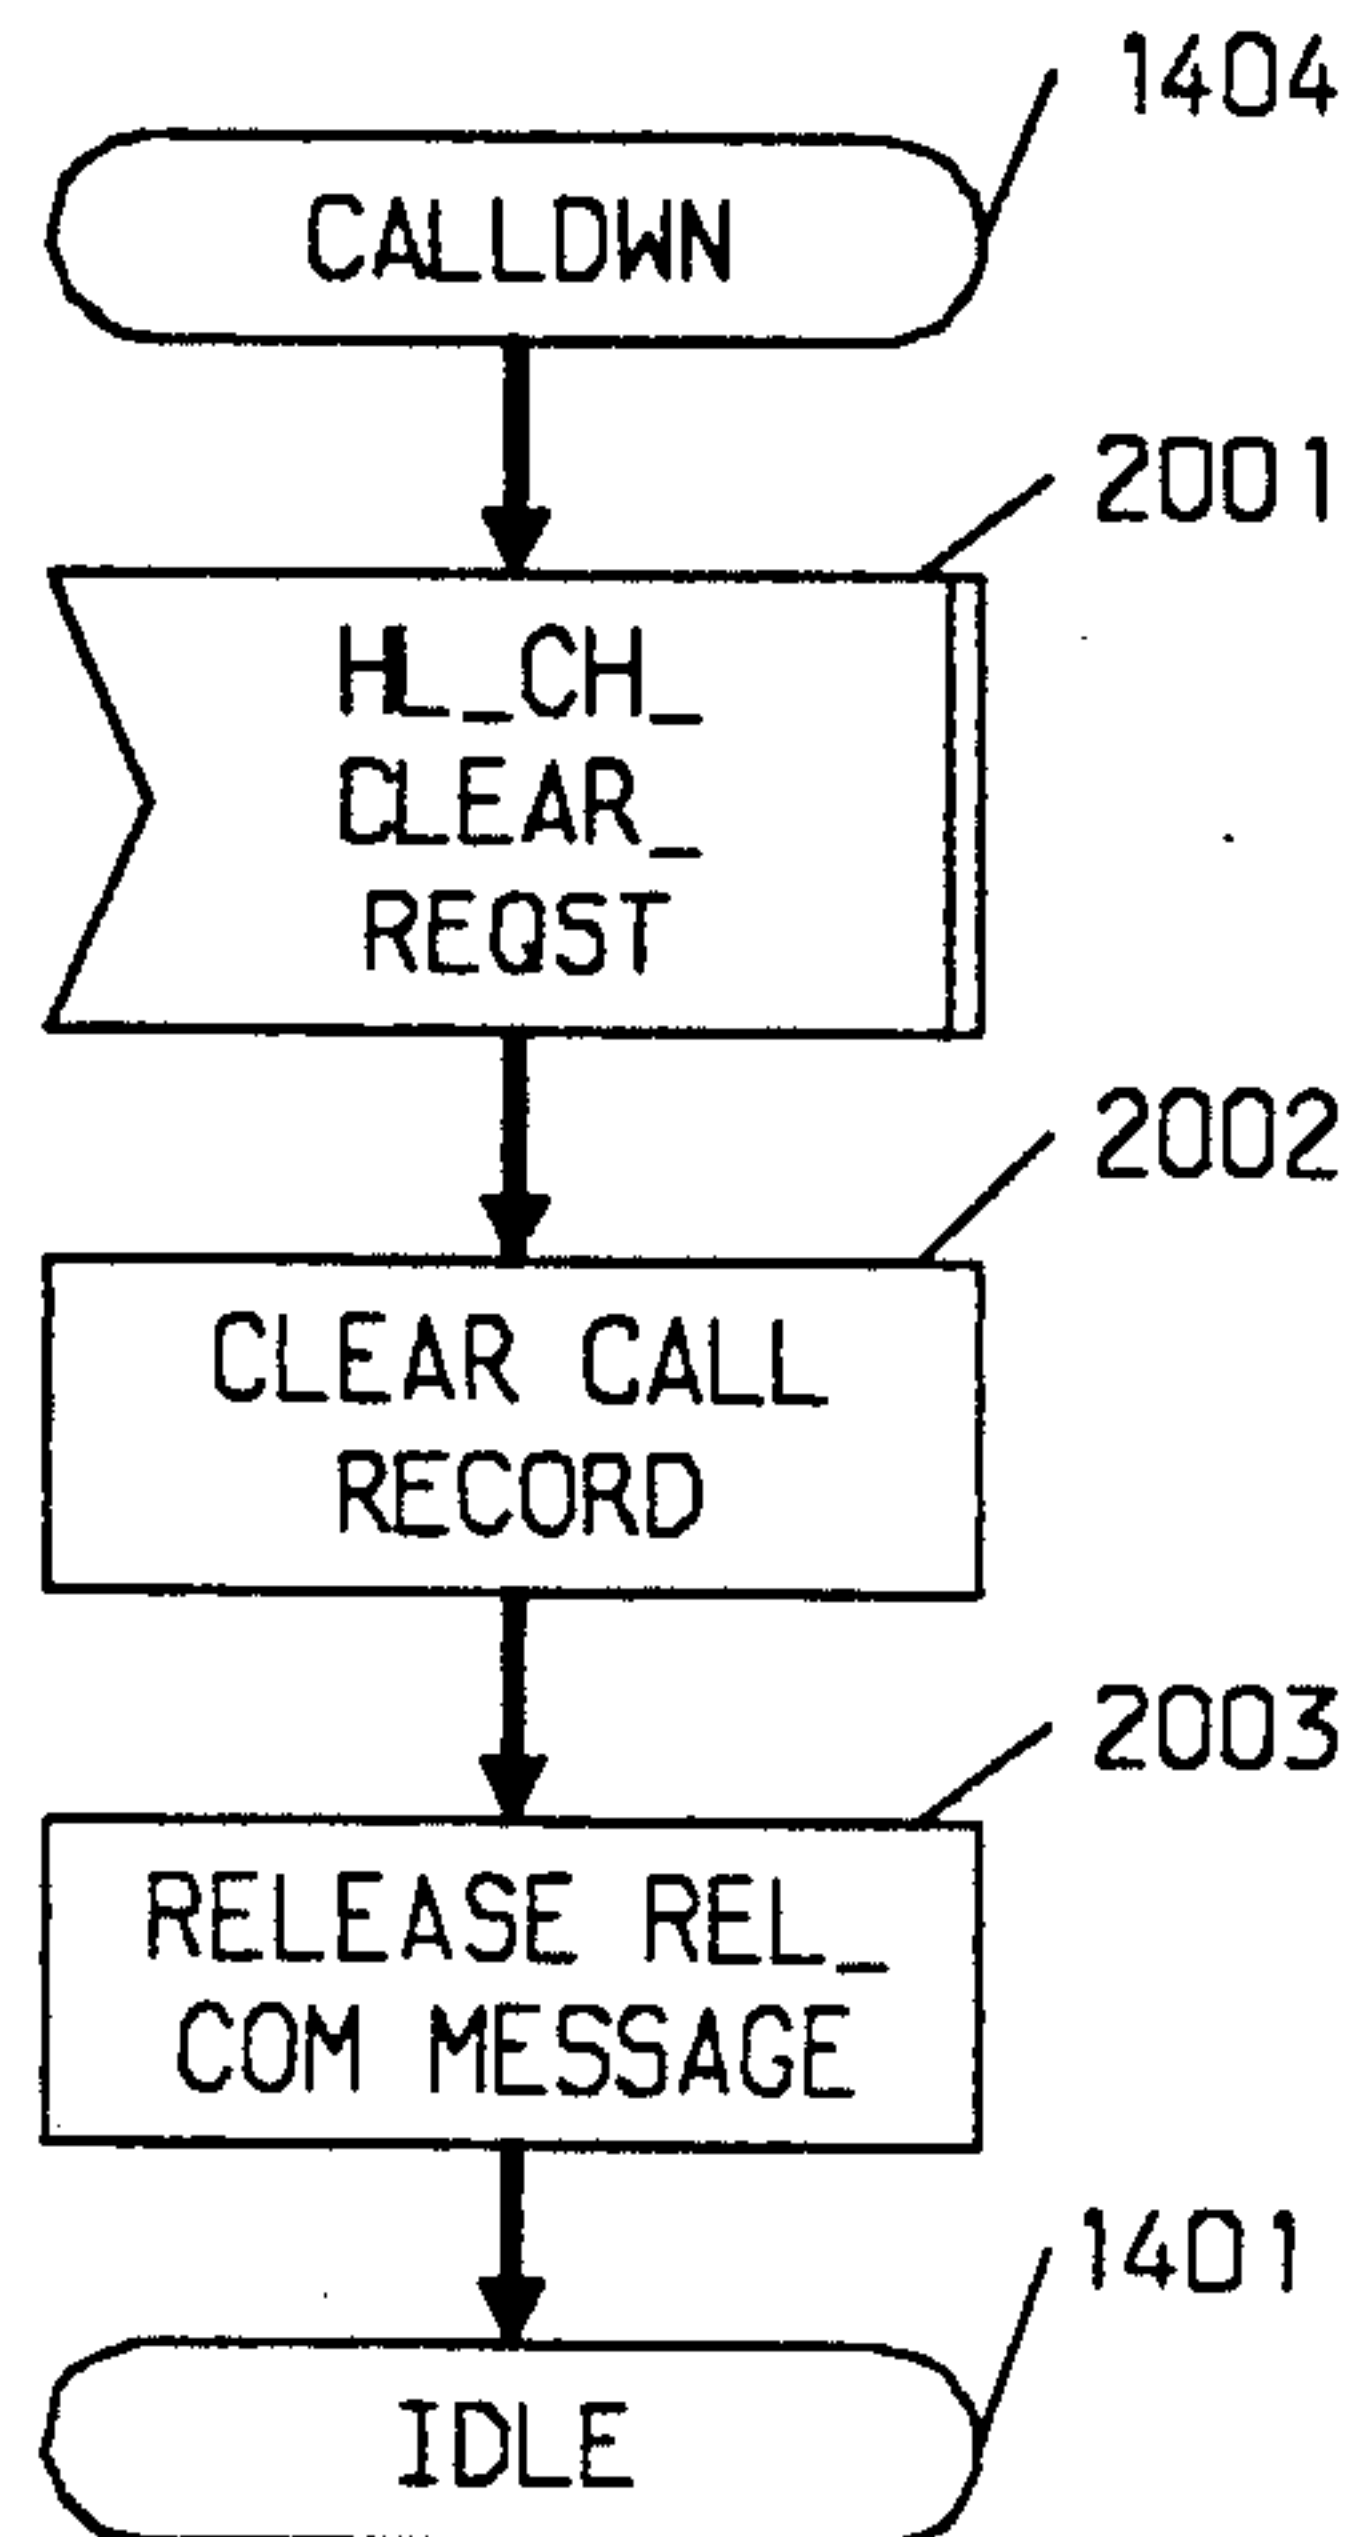 1404
CALLDWN
2001
HL_CH_
CLEAR_
REQST
2002
CLEAR CALL
RECORD
2003
RELEASE REL_
COM MESSAGE
1401
IDLE